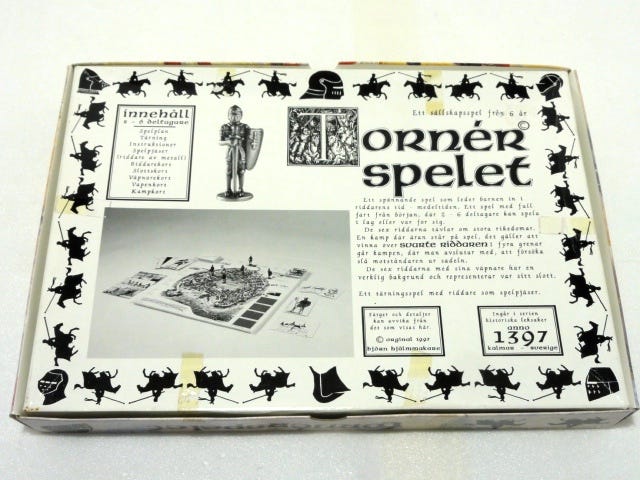 innehåll
2 - 6 deltagare
Spelplan
Tärning
Instruktioner
Spelpjäser
(riddare av metall)
Riddarekort
Slottskort
Väpnarekort
Vapenkort
Kampkort
Ett sällskapsspel från 6 år
Tornér©
spelet
Ett spännande spel som leder barnen in i
riddarens tid - medeltiden. Ett spel med full
fart från början, där 2 - 6 deltagare kan spela
i lag eller var för sig.
De sex riddarna tävlar om stora rikedomar.
En kamp där äran står på spel, det gäller att
vinna över svarte riddaren i fyra grenar
går kampen, där man avslutar med, att försöka
slå motståndaren ur sadeln.
De sex riddarna med sina väpnare har en
verklig bakgrund och representerar var sitt slott.
Ett tärningsspel med riddare som spelpjäser.
Färger och detaljer
kan avvika från
det som visas här.
© orginal 1997
björn hjälmmakare
Ingår i serien
historiska leksaker
anno
1397
kalmar - sverige